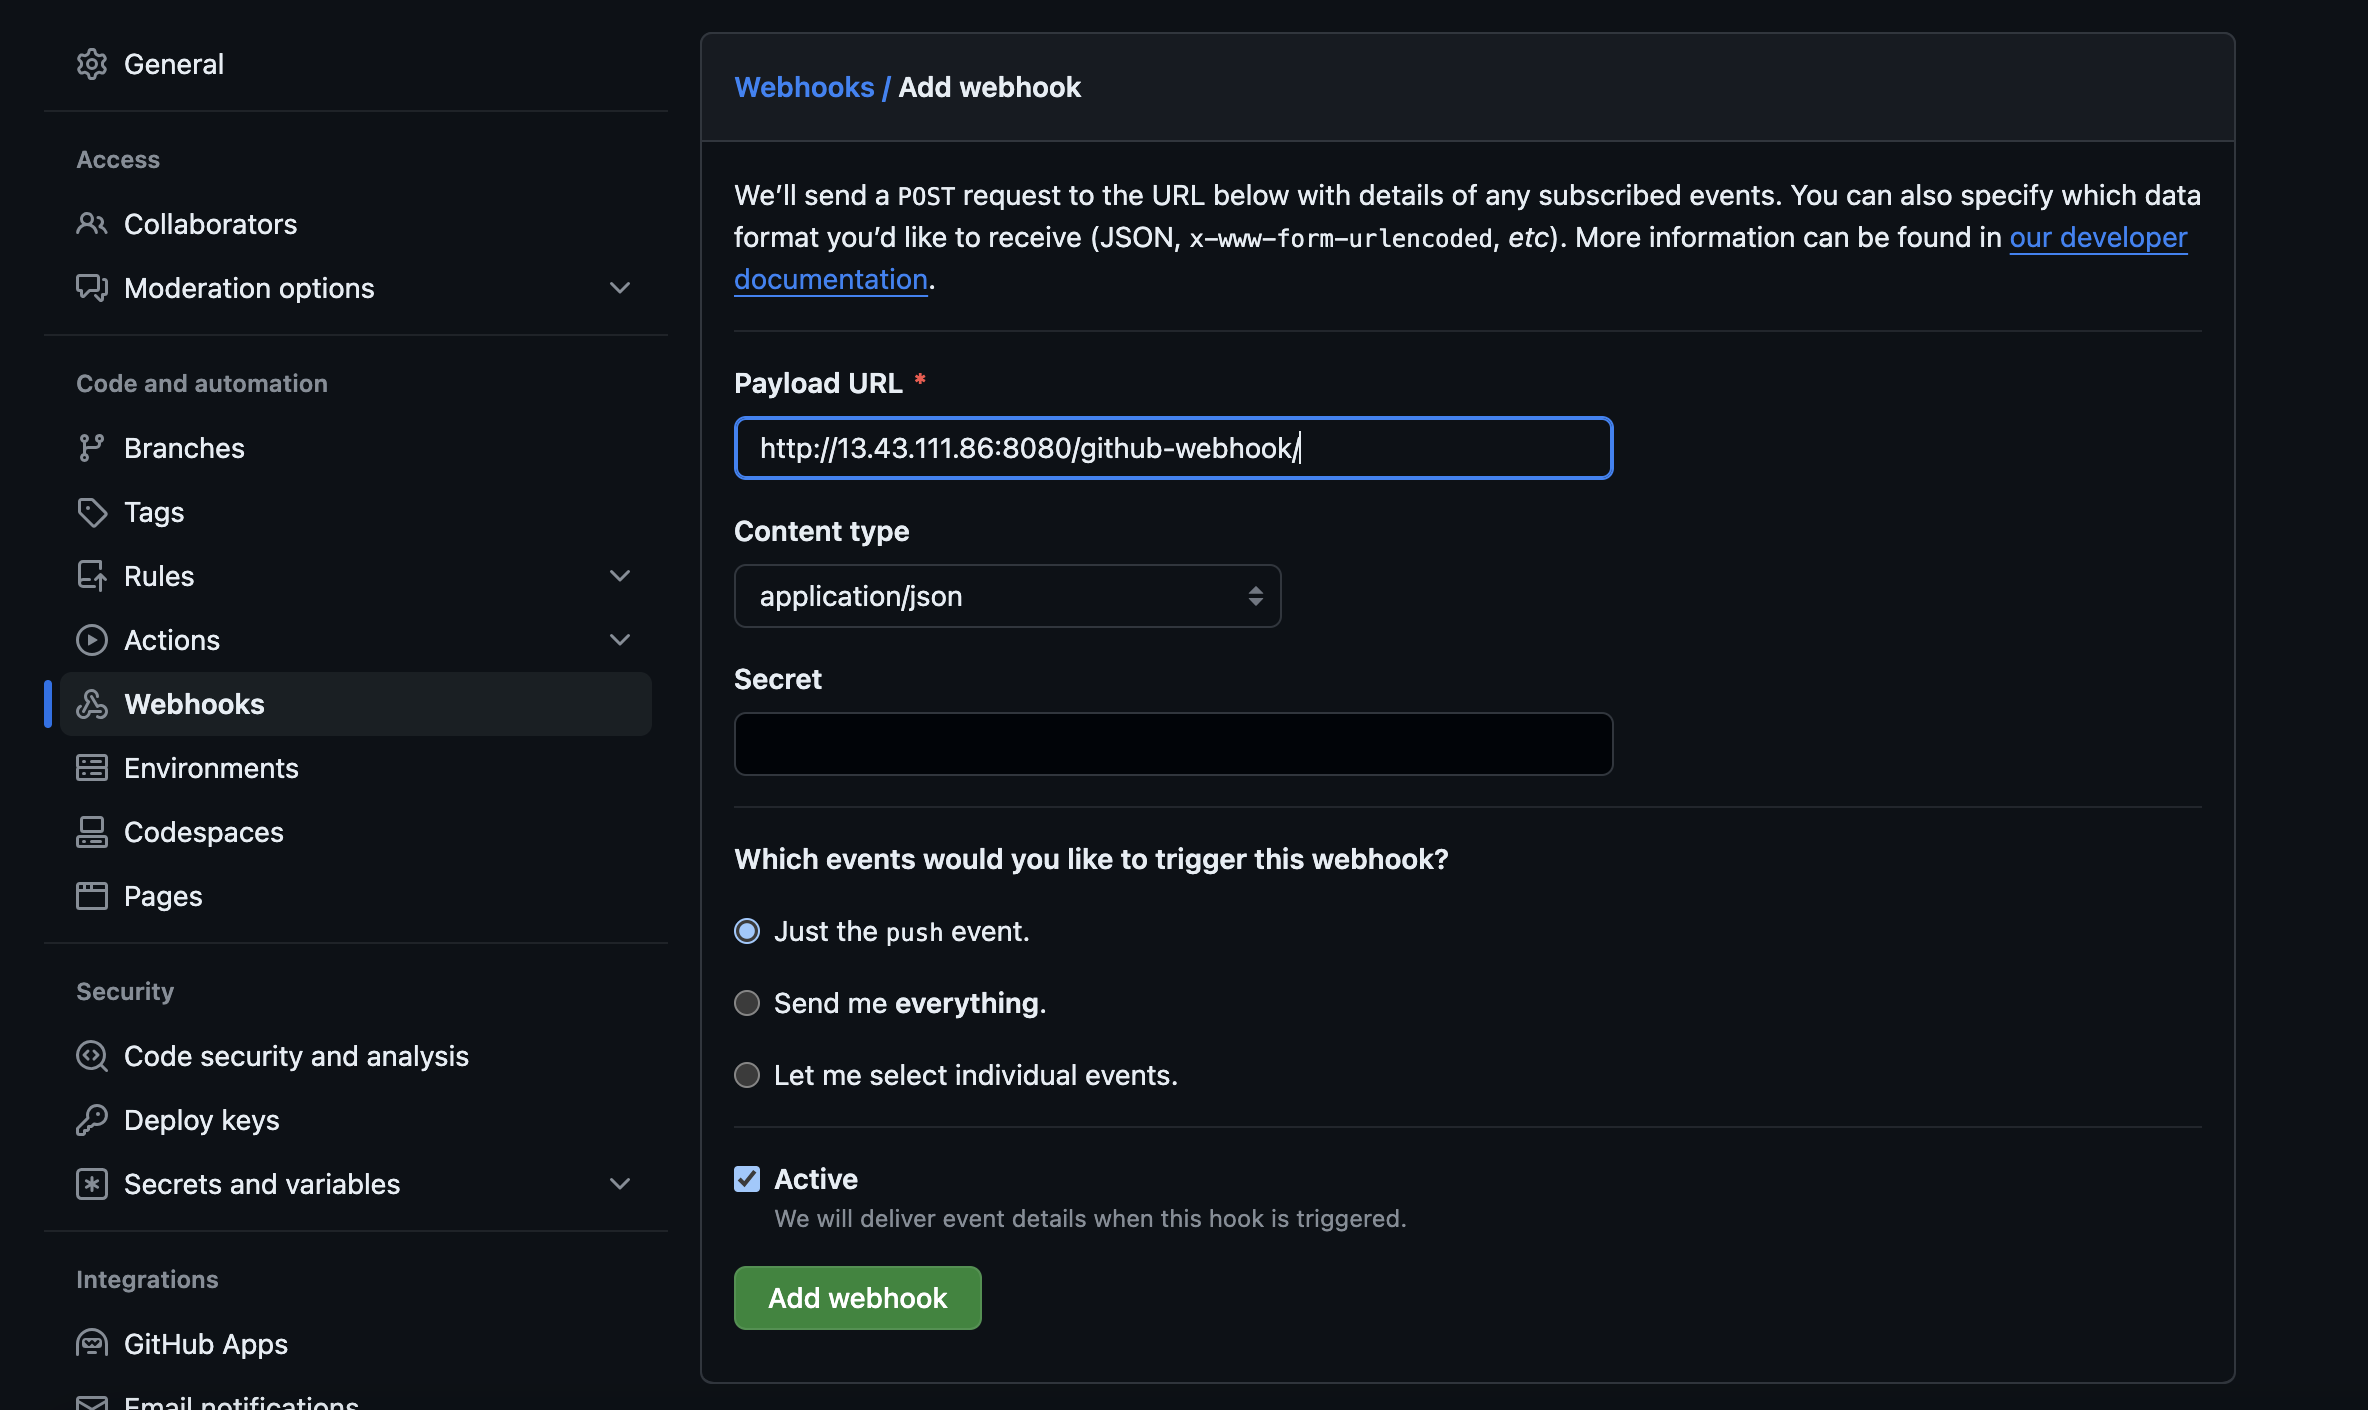 General
Access
Collaborators
Moderation options
Code and automation
Branches
Tags
Rules
Actions
Webhooks
Environments
Codespaces
Pages
Security
Code security and analysis
Deploy keys
Secrets and variables
Integrations
GitHub Apps
Email notifications
Webhooks / Add webhook
We’ll send a POST request to the URL below with details of any subscribed events. You can also specify which data
format you’d like to receive (JSON, x-www-form-urlencoded, etc). More information can be found in our developer
documentation.
Payload URL *
http://13.43.111.86:8080/github-webhook/
Content type
application/json
Secret
Which events would you like to trigger this webhook?
Just the push event.
Send me everything.
Let me select individual events.
Active
We will deliver event details when this hook is triggered.
Add webhook